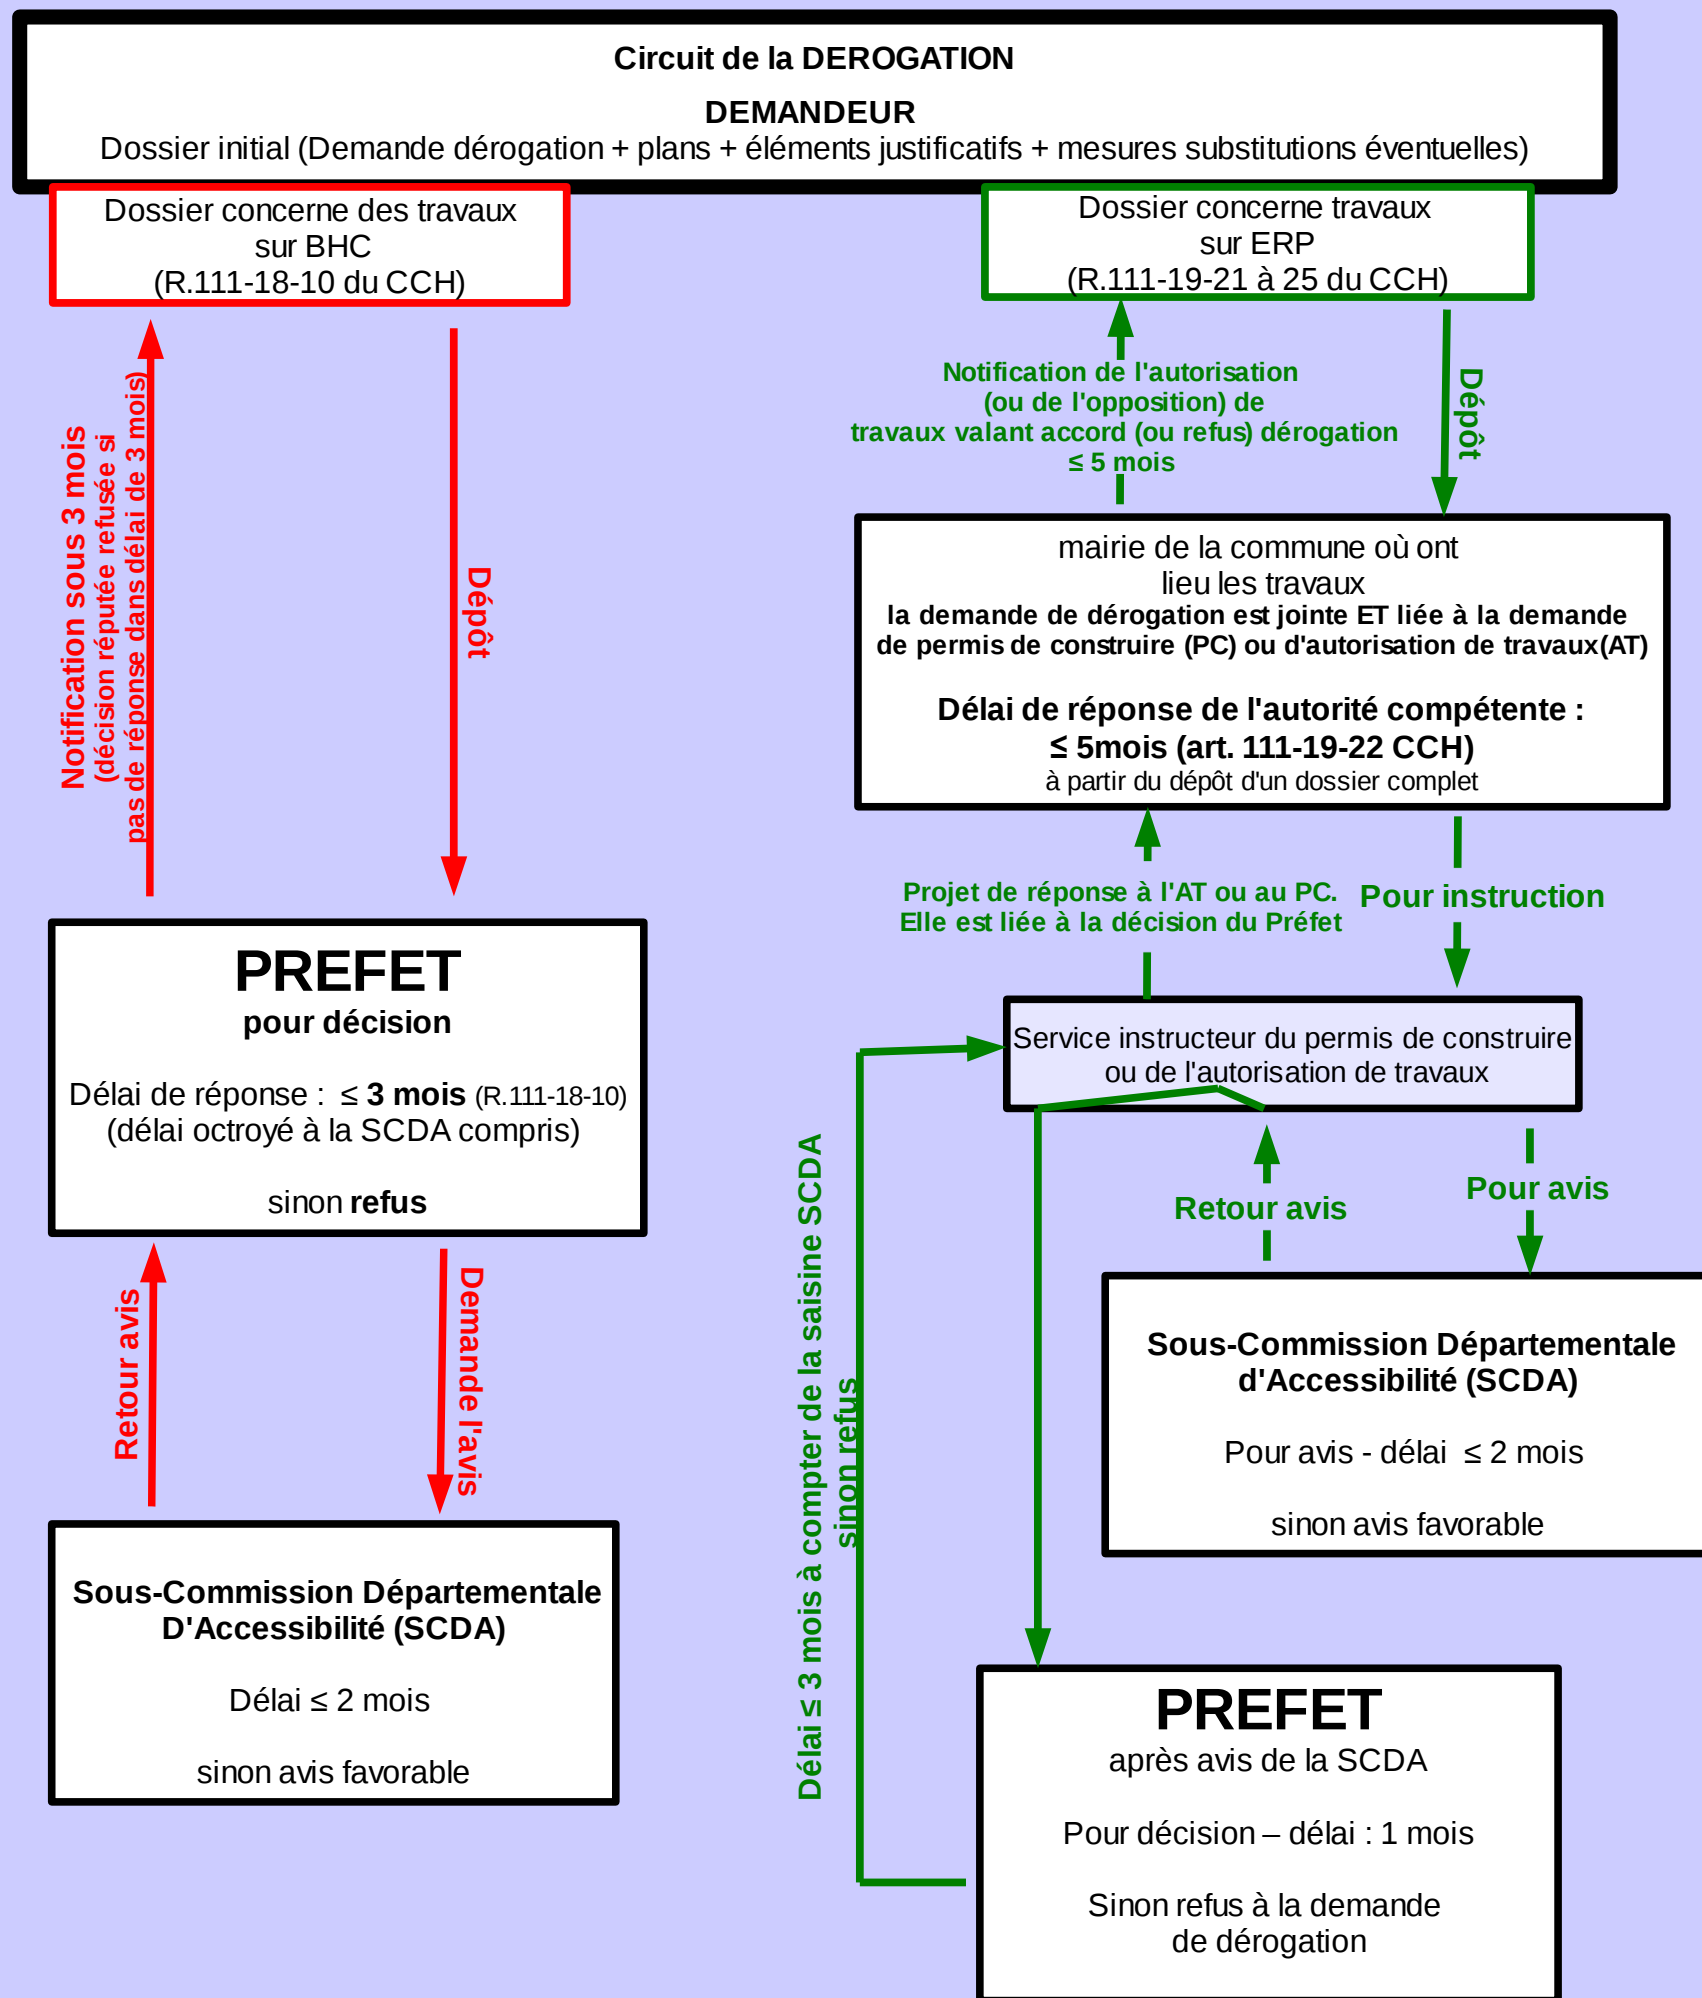 Circuit de la DEROGATION
DEMANDEUR
Dossier initial (Demande dérogation + plans + éléments justificatifs + mesures substitutions éventuelles)
Dossier concerne des travaux
sur BHC
(R.111-18-10 du CCH)
Notification sous 3 mois
(décision réputée refusée si
pas de réponse dans délai de 3 mois)
Dépôt
PREFET
pour décision
Délai de réponse : ≤ 3 mois (R.111-18-10)
(délai octroyé à la SCDA compris)
sinon refus
Retour avis
Demande l'avis
Sous-Commission Départementale
D'Accessibilité (SCDA)
Délai ≤ 2 mois
sinon avis favorable
Dossier concerne travaux
sur ERP
(R.111-19-21 à 25 du CCH)
Notification de l'autorisation
(ou de l'opposition) de
travaux valant accord (ou refus) dérogation
≤ 5 mois
Dépôt
mairie de la commune où ont
lieu les travaux
la demande de dérogation est jointe ET liée à la demande
de permis de construire (PC) ou d'autorisation de travaux(AT)
Délai de réponse de l'autorité compétente :
≤ 5mois (art. 111-19-22 CCH)
à partir du dépôt d'un dossier complet
Projet de réponse à l'AT ou au PC.
Elle est liée à la décision du Préfet
Pour instruction
Service instructeur du permis de construire
ou de l'autorisation de travaux
Retour avis
Pour avis
Sous-Commission Départementale
d'Accessibilité (SCDA)
Pour avis - délai ≤ 2 mois
sinon avis favorable
Délai ≤ 3 mois à compter de la saisine SCDA
sinon refus
PREFET
après avis de la SCDA
Pour décision – délai : 1 mois
Sinon refus à la demande
de dérogation